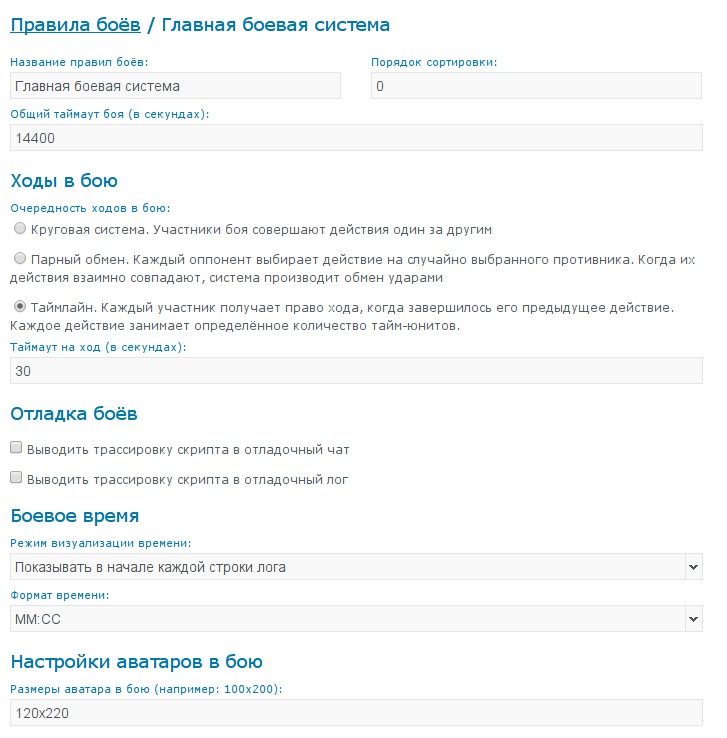 Правила боёв / Главная боевая система
Название правил боёв:
Порядок сортировки:
Главная боевая система
0
Общий таймаут боя (в секундах):
14400
Ходы в бою
Очередность ходов в бою:
Круговая система. Участники боя совершают действия один за другим
Парный обмен. Каждый оппонент выбирает действие на случайно выбранного противника. Когда их
действия взаимно совпадают, система производит обмен ударами
Таймлайн. Каждый участник получает право хода, когда завершилось его предыдущее действие.
Каждое действие занимает определённое количество тайм-юнитов.
Таймаут на ход (в секундах):
30
Отладка боёв
Выводить трассировку скрипта в отладочный чат
Выводить трассировку скрипта в отладочный лог
Боевое время
Режим визуализации времени:
Показывать в начале каждой строки лога
Формат времени:
ММ:СС
Настройки аватаров в бою
Размеры аватара в бою (например: 100x200):
120x220